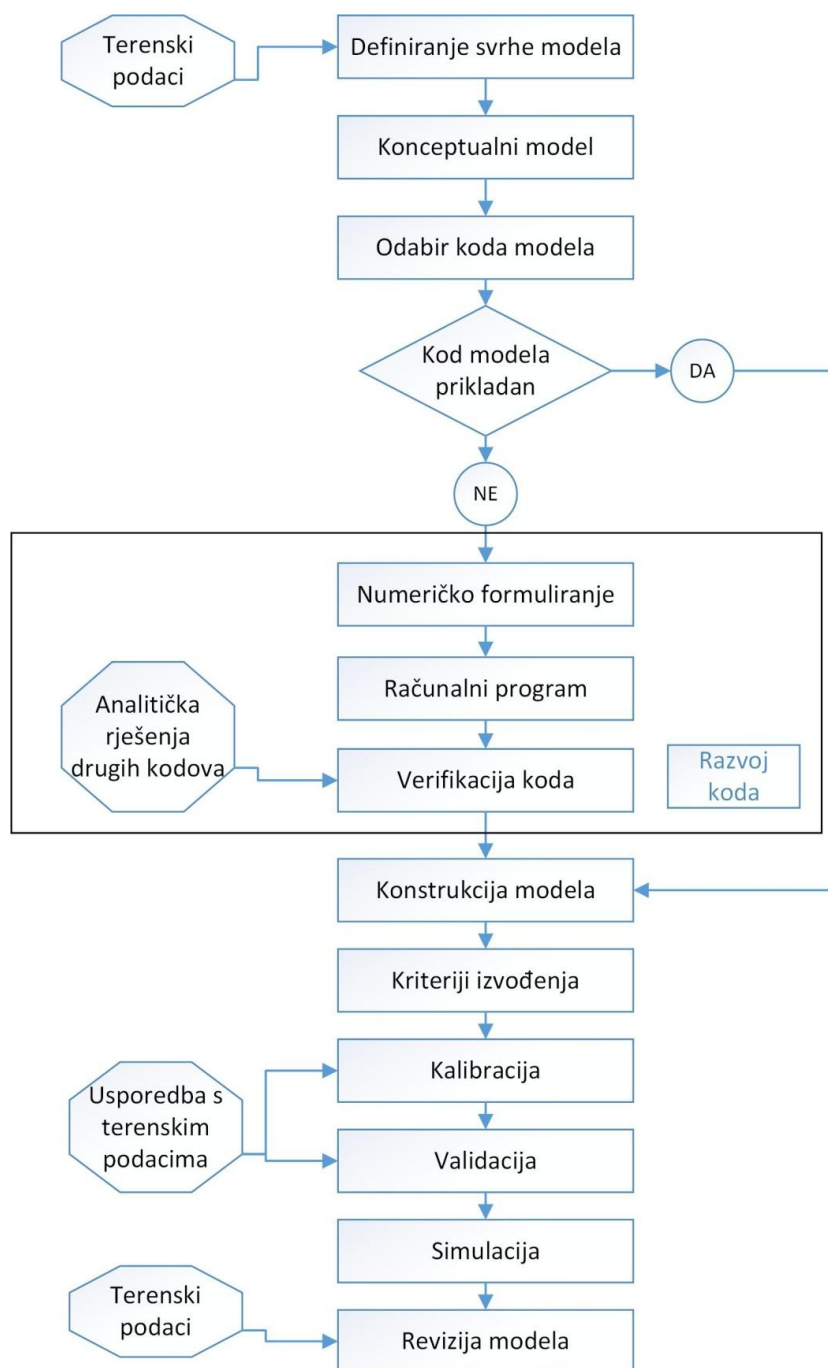 Terenski
podaci
Definiranje svrhe modela
Konceptualni model
Odabir koda modela
Kod modela
prikladan
DA
NE
Numeričko formuliranje
Računalni program
Analitička
rješenja
drugih kodova
Verifikacija koda
Razvoj
koda
Konstrukcija modela
Kriteriji izvođenja
Kalibracija
Usporedba s
terenskim
podacima
Validacija
Simulacija
Terenski
podaci
Revizija modela